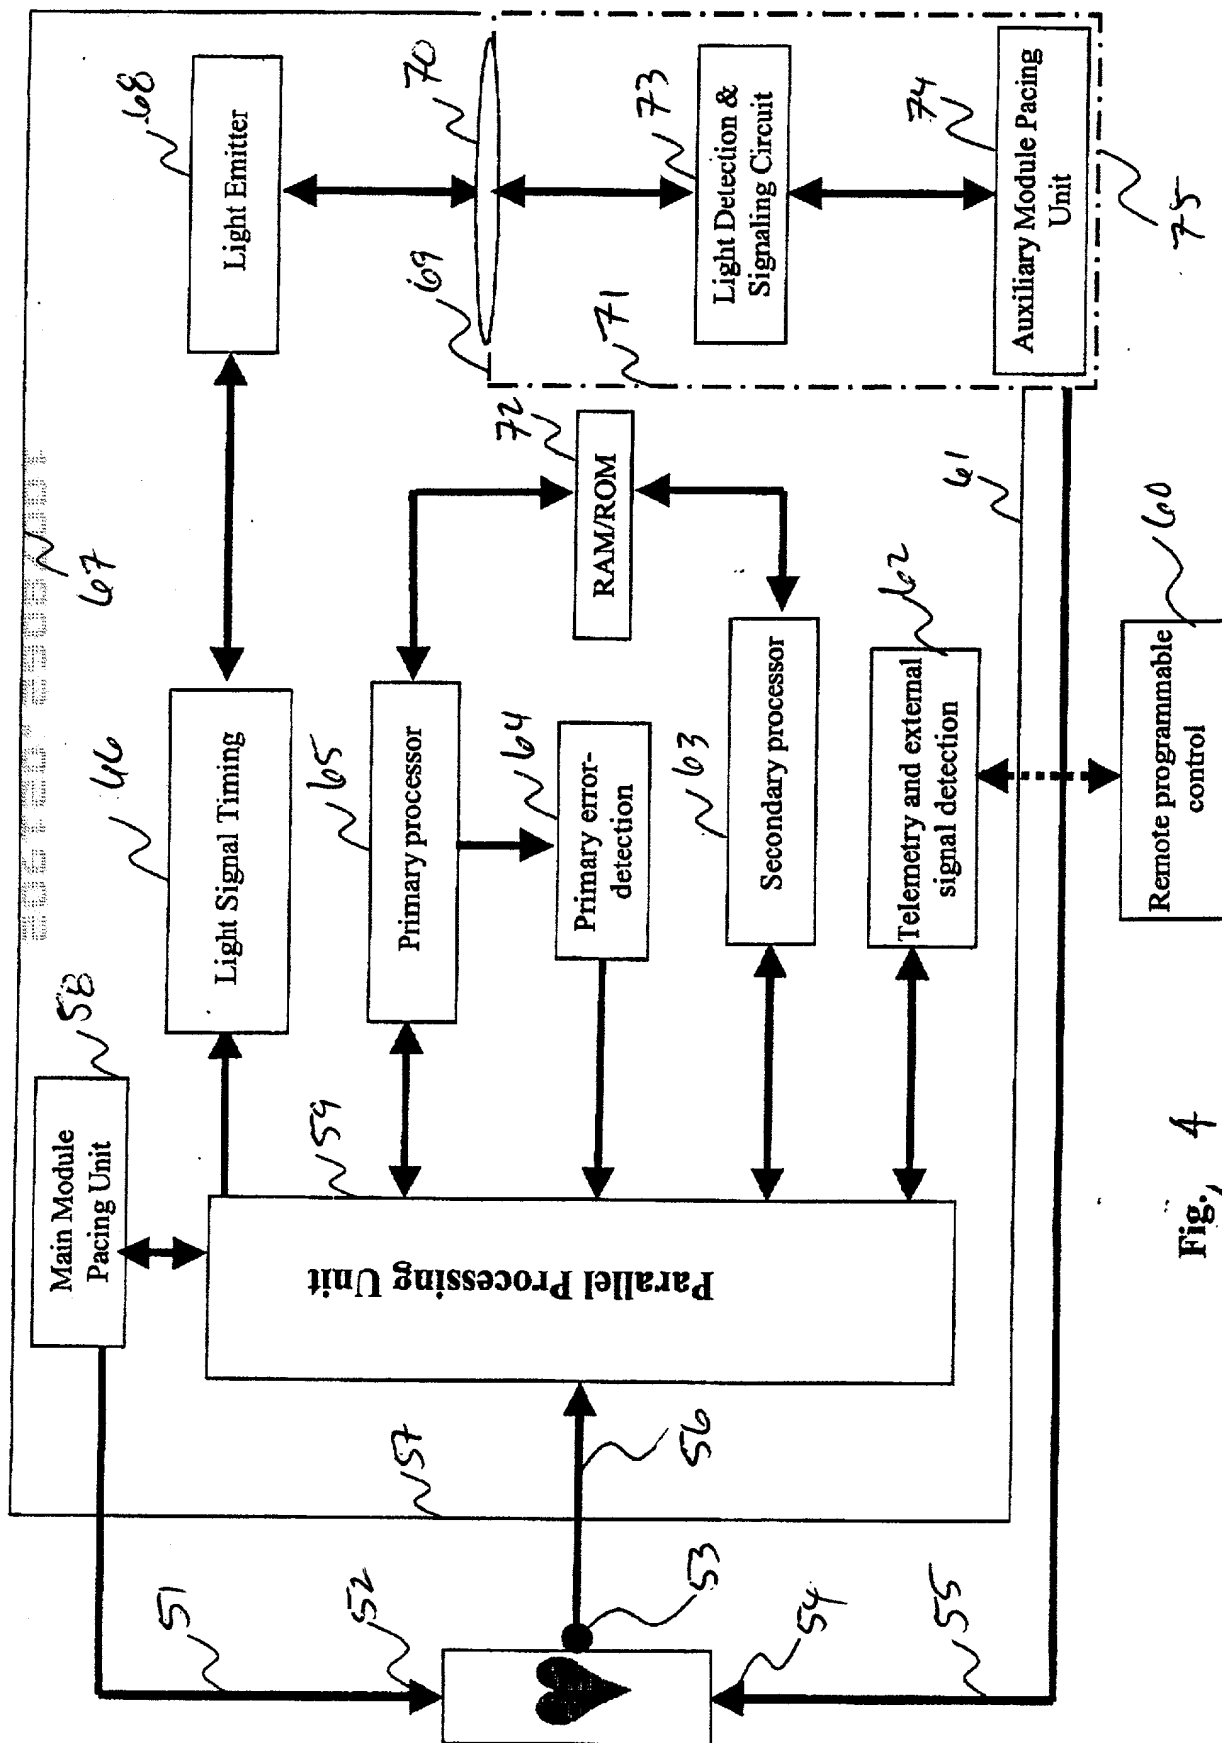 58
Main Module
Pacing Unit
67
46
Light Signal Timing
68
Light Emitter
59
Parallel Processing Unit
65
Primary processor
64
Primary error-
detection
72
RAM/ROM
63
Secondary processor
62
Telemetry and external
signal detection
69
70
71
73
Light Detection &
Signaling Circuit
74
Auxiliary Module Pacing
Unit
75
61
60
Remote programmable
control
51
52
53
54
55
56
57
Fig. 4